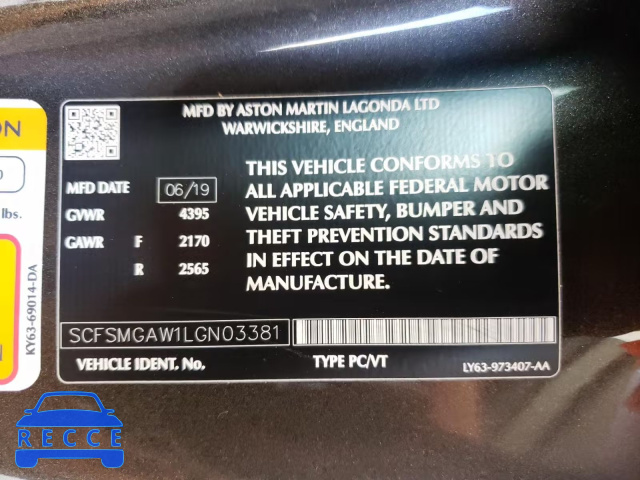 MFD BY ASTON MARTIN LAGONDA LTD
WARWICKSHIRE, ENGLAND
THIS VEHICLE CONFORMS TO
ALL APPLICABLE FEDERAL MOTOR
VEHICLE SAFETY, BUMPER AND
THEFT PREVENTION STANDARDS
IN EFFECT ON THE DATE OF
MANUFACTURE.
MFD DATE 06/19
GVWR 4395
GAWR F 2170
R 2565
SCFSMGAW1LGN03381
VEHICLE IDENT. No.
TYPE PC/VT
LY63-973407-AA
ON
lbs.
KY63-69014-DA
RECCE